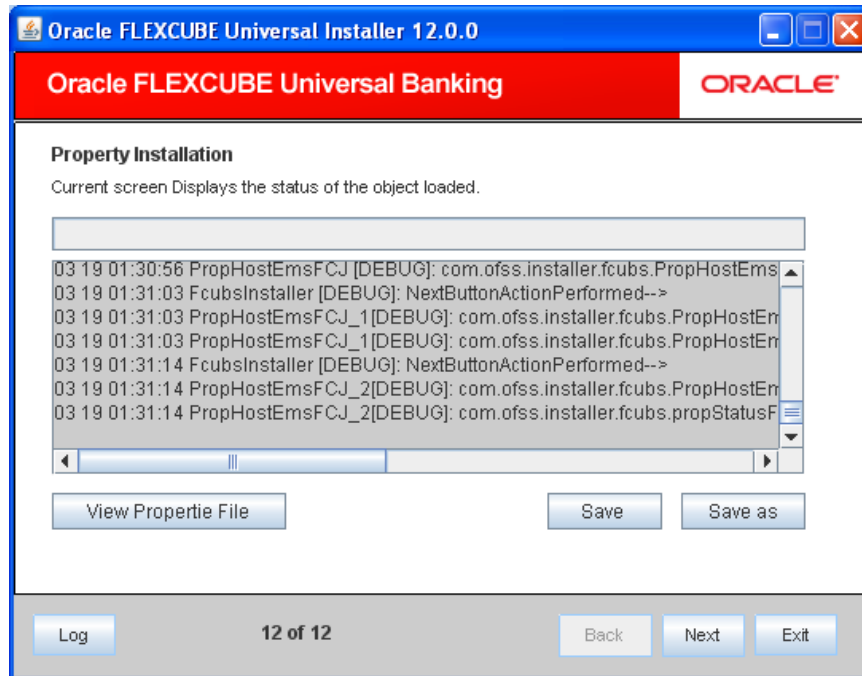 Oracle FLEXCUBE Universal Installer 12.0.0
Oracle FLEXCUBE Universal Banking
ORACLE
Property Installation
Current screen Displays the status of the object loaded.
03 19 01:30:56 PropHostEmsFCJ [DEBUG]: com.ofss.installer.fcubs.PropHostEms
03 19 01:31:03 FcubsInstaller [DEBUG]: NextButtonActionPerformed-->
03 19 01:31:03 PropHostEmsFCJ_1[DEBUG]: com.ofss.installer.fcubs.PropHostEm
03 19 01:31:03 PropHostEmsFCJ_1[DEBUG]: com.ofss.installer.fcubs.PropHostEm
03 19 01:31:14 FcubsInstaller [DEBUG]: NextButtonActionPerformed-->
03 19 01:31:14 PropHostEmsFCJ_2[DEBUG]: com.ofss.installer.fcubs.PropHostEm
03 19 01:31:14 PropHostEmsFCJ_2[DEBUG]: com.ofss.installer.fcubs.propStatusF
View Propertie File Save Save as
Log 12 of 12 Back Next Exit